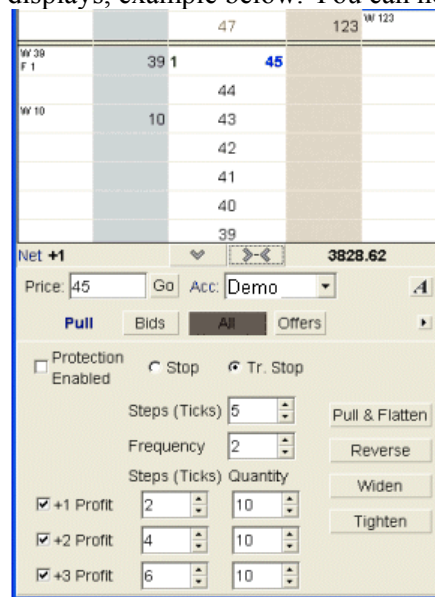 displays, example below. You can h
47 123 W 123
W 39
F 1 39 1 45
44
W 10 10 43
42
41
40
39
Net +1 3828.62
Price: 45 Go Acc: Demo A
Pull Bids All Offers
Protection Enabled Stop Tr. Stop
Steps (Ticks) 5 Pull & Flatten
Frequency 2 Reverse
Steps (Ticks) Quantity Widen
+1 Profit 2 10 Tighten
+2 Profit 4 10
+3 Profit 6 10